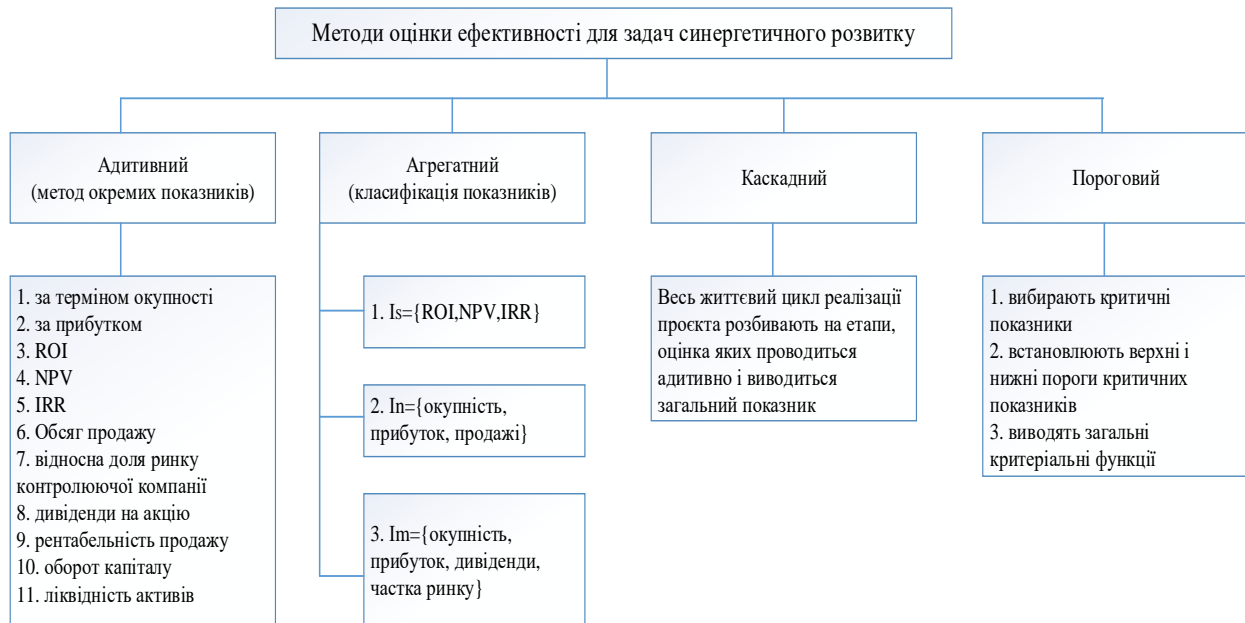 Методи оцінки ефективності для задач синергетичного розвитку
Адитивний
(метод окремих показників)
Агрегатний
(класифікація показників)
Каскадний
Пороговий
1. за терміном окупності
2. за прибутком
3. ROI
4. NPV
5. IRR
6. Обсяг продажу
7. відносна доля ринку
контролюючої компанії
8. дивіденди на акцію
9. рентабельність продажу
10. оборот капіталу
11. ліквідність активів
1. Is={ROI,NPV,IRR}
2. In={окупність,
прибуток, продажі}
3. Im={окупність,
прибуток, дивіденди,
частка ринку}
Весь життєвий цикл реалізації
проєкта розбивають на етапи,
оцінка яких проводиться
адитивно і виводиться
загальний показник
1. вибирають критичні
показники
2. встановлюють верхні і
нижні пороги критичних
показників
3. виводять загальні
критеріальні функції